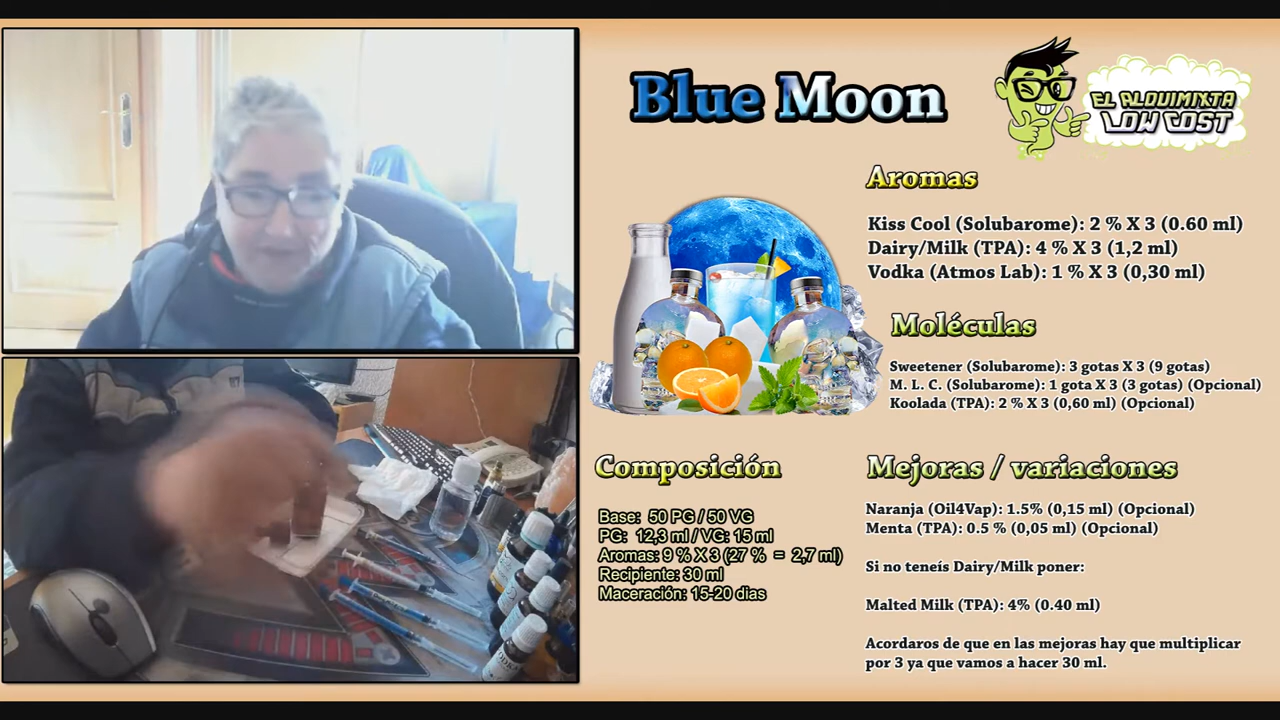 Blue Moon
EL ALQUIMIXTA
LOW COST
Aromas
Kiss Cool (Solubarome): 2 % X 3 (0.60 ml)
Dairy/Milk (TPA): 4 % X 3 (1,2 ml)
Vodka (Atmos Lab): 1 % X 3 (0,30 ml)
Moléculas
Sweetener (Solubarome): 3 gotas X 3 (9 gotas)
M. L. C. (Solubarome): 1 gota X 3 (3 gotas) (Opcional)
Koolada (TPA): 2 % X 3 (0,60 ml) (Opcional)
Composición
Base: 50 PG / 50 VG
PG: 12,3 ml / VG: 15 ml
Aromas: 9 % X 3 (27 % = 2,7 ml)
Recipiente: 30 ml
Maceración: 15-20 dias
Mejoras / variaciones
Naranja (Oil4Vap): 1.5% (0,15 ml) (Opcional)
Menta (TPA): 0.5 % (0,05 ml) (Opcional)
Si no teneís Dairy/Milk poner:
Malted Milk (TPA): 4% (0.40 ml)
Acordaros de que en las mejoras hay que multiplicar
por 3 ya que vamos a hacer 30 ml.